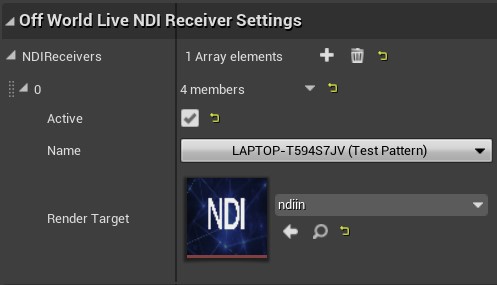 Off World Live NDI Receiver Settings
NDIReceivers 1 Array elements
0 4 members
Active
Name LAPTOP-T594S7JV (Test Pattern)
Render Target NDI ndiin